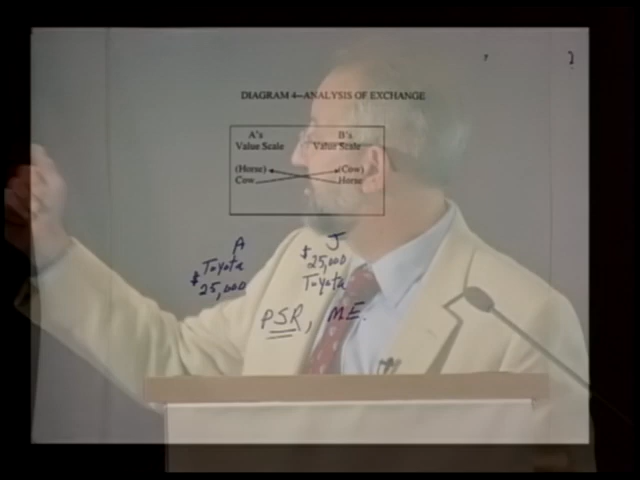 DIAGRAM 4—ANALYSIS OF EXCHANGE
A's B's
Value Scale Value Scale
(Horse) (Cow)
Cow Horse
A J
Toyota $25,000
$25,000 Toyota
PSR, M.E.